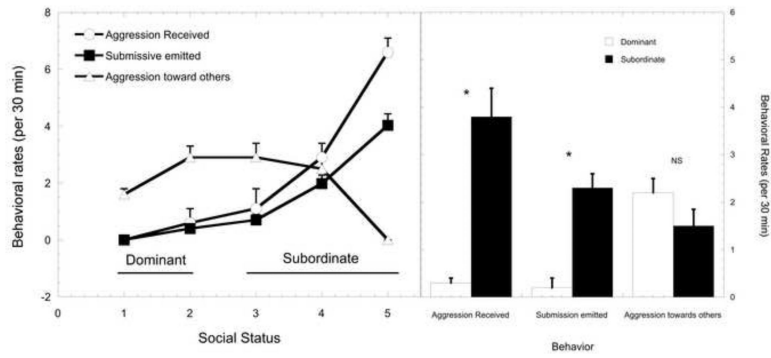 Aggression Received
Submissive emitted
Aggression toward others
Behavioral rates (per 30 min)
8
6
4
2
0
-2
Dominant
Subordinate
0
1
2
3
4
5
Social Status
Dominant
Subordinate
*
*
NS
6
5
4
3
2
1
0
Behavioral Rates (per 30 min)
Aggression Received
Submission emitted
Aggression towards others
Behavior